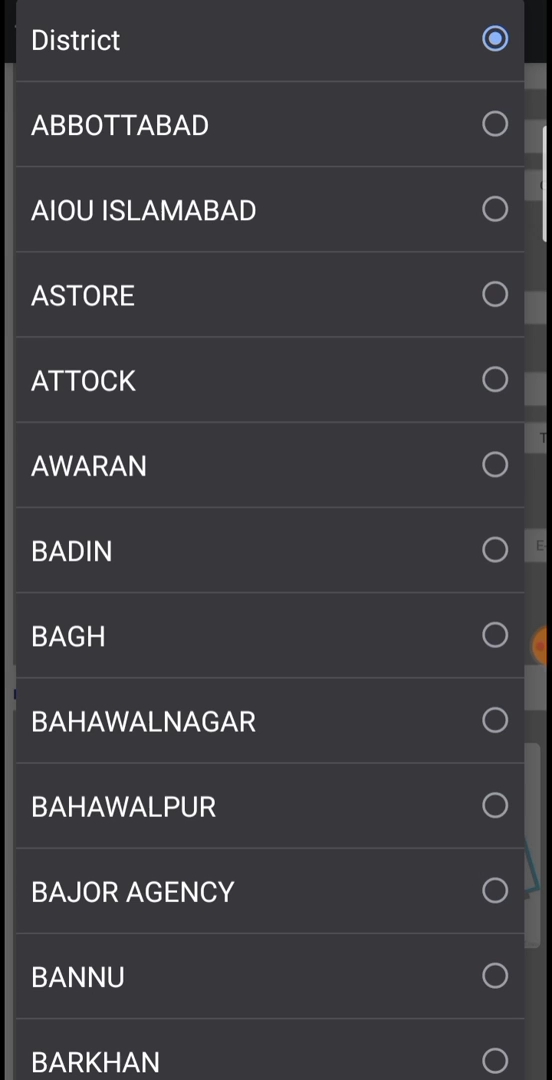 District
ABBOTTABAD
AIOU ISLAMABAD
ASTORE
ATTOCK
AWARAN
BADIN
BAGH
BAHAWALNAGAR
BAHAWALPUR
BAJOR AGENCY
BANNU
BARKHAN